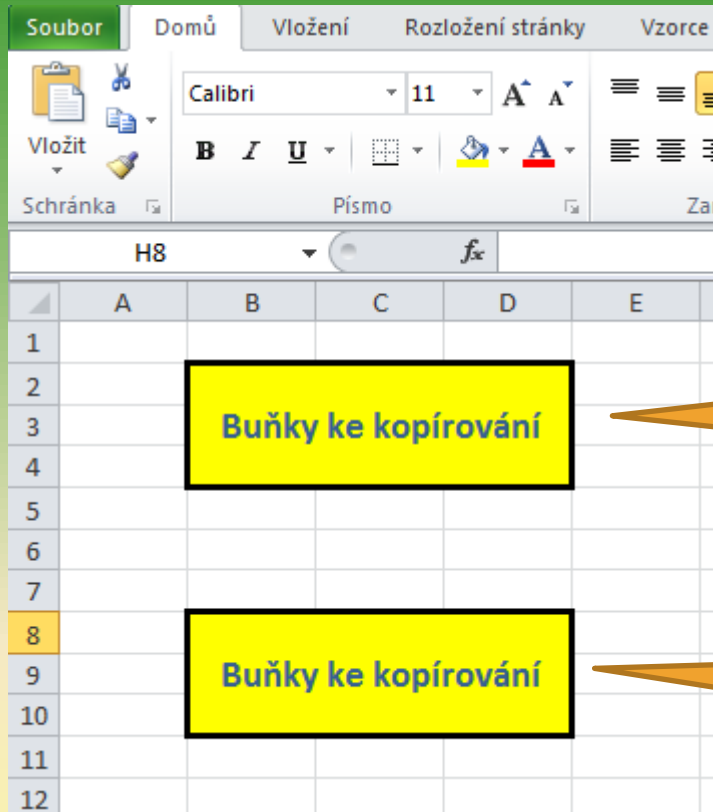 Soubor Domů Vložení Rozložení stránky Vzorce
Calibri 11 A A
Vložit B I U A
Schránka Písmo
H8 fx
A B C D E
1
2
3 Buňky ke kopírování
4
5
6
7
8
9 Buňky ke kopírování
10
11
12